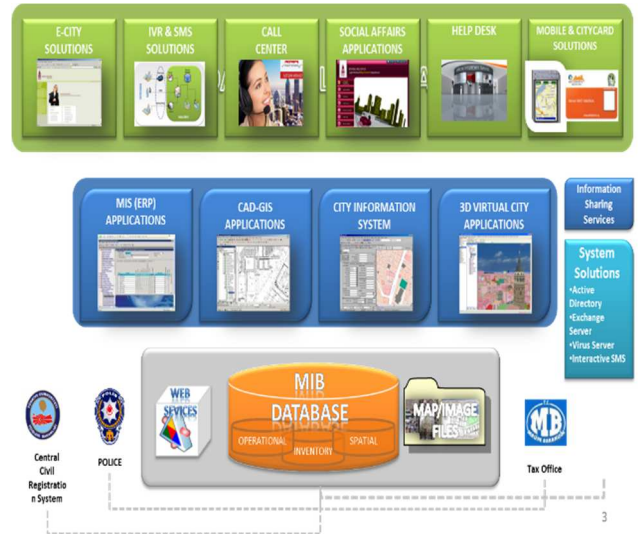 E-CITY
SOLUTIONS
IVR & SMS
SOLUTIONS
CALL
CENTER
SOCIAL AFFAIRS
APPLICATIONS
HELP DESK
MOBILE & CITYCARD
SOLUTIONS
MIS (ERP)
APPLICATIONS
CAD-GIS
APPLICATIONS
CITY INFORMATION
SYSTEM
3D VIRTUAL CITY
APPLICATIONS
Information
Sharing
Services
System
Solutions
•Active
Directory
•Exchange
Server
•Virus Server
•Interactive SMS
WEB
SEVICES
MIB
DATABASE
OPERATIONAL
INVENTORY
SPATIAL
MAP/IMAGE
FILES
Central
Civil
Registratio
n System
POLICE
MB
Tax Office
3